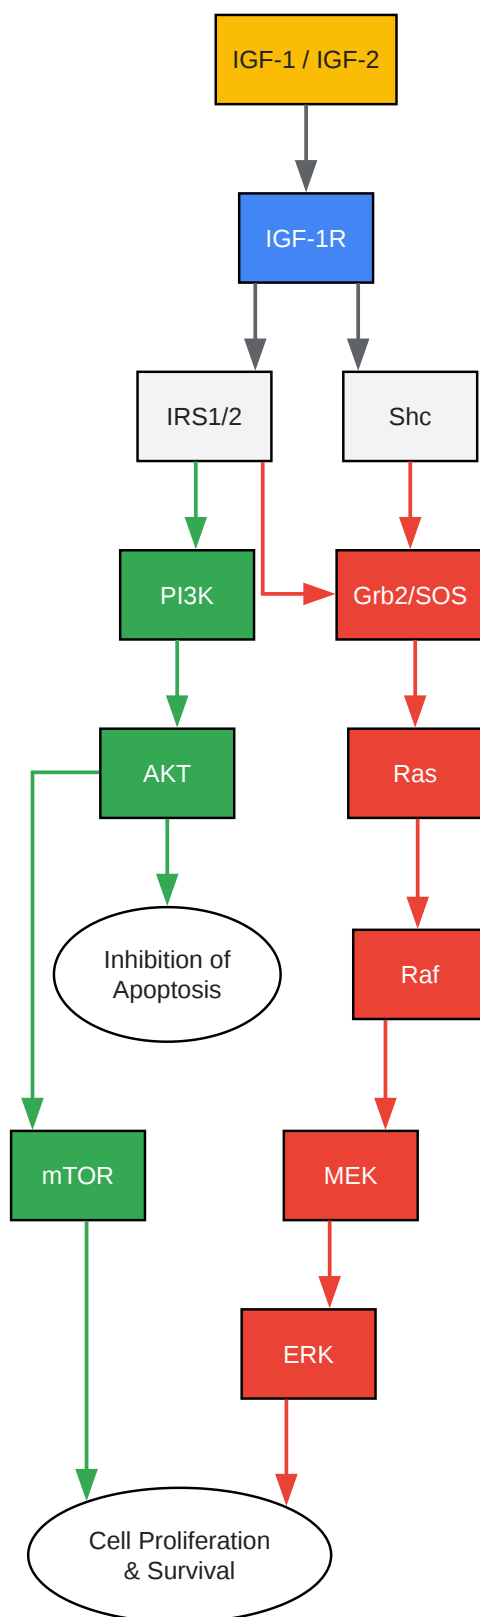 IGF-1 / IGF-2
IGF-1R
IRS1/2
Shc
PI3K
Grb2/SOS
AKT
Ras
Inhibition of
Apoptosis
Raf
mTOR
MEK
ERK
Cell Proliferation
& Survival